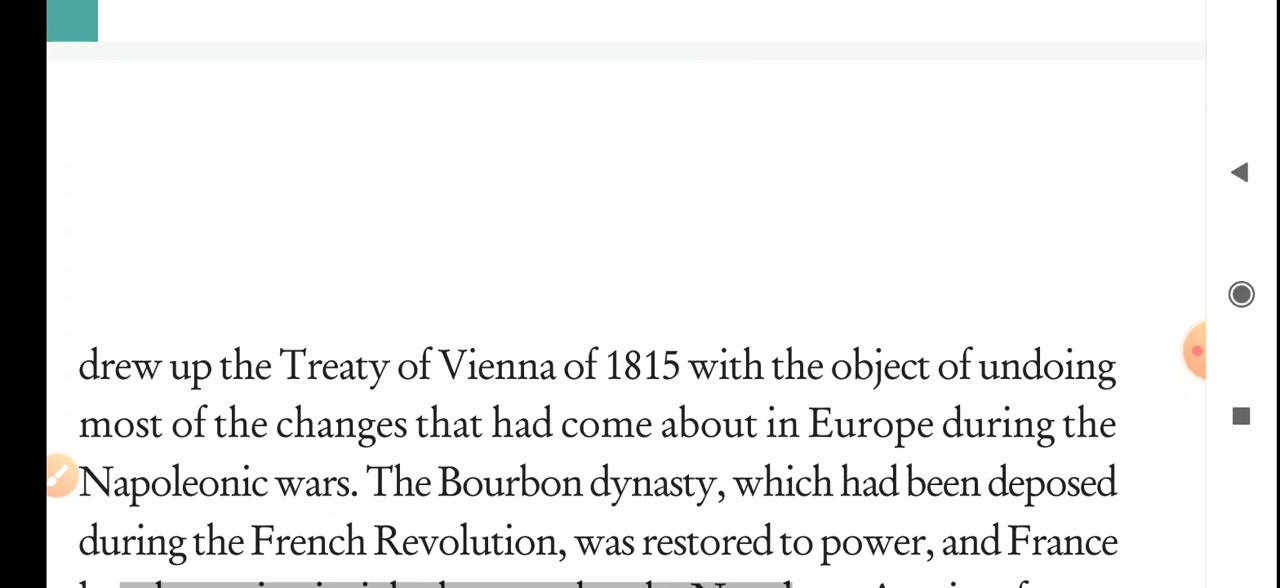 drew up the Treaty of Vienna of 1815 with the object of undoing
most of the changes that had come about in Europe during the
Napoleonic wars. The Bourbon dynasty, which had been deposed
during the French Revolution, was restored to power, and France